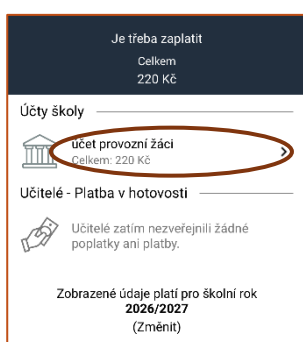 Je třeba zaplatit
Celkem
220 Kč
Účty školy
účet provozní žáci
Celkem: 220 Kč
Učitelé - Platba v hotovosti
Učitelé zatím nezveřejnili žádné
poplatky ani platby.
Zobrazené údaje platí pro školní rok
2026/2027
(Změnit)